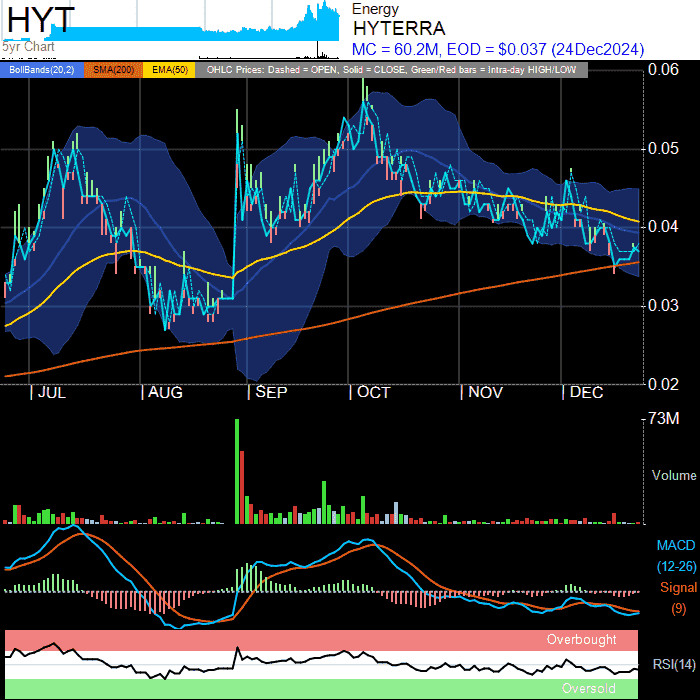 HYT
5yr Chart
Energy
HYTERRA
MC = 60.2M, EOD = $0.037 (24Dec2024)
BollBands(20,2) SMA(200) EMA(50) OHLC Prices: Dashed = OPEN, Solid = CLOSE, Green/Red bars = Intra-day HIGH/LOW
0.06
0.05
0.04
0.03
0.02
| JUL | AUG | SEP | OCT | NOV | DEC
-73M
Volume
MACD
(12-26)
Signal
(9)
Overbought
RSI(14)
Oversold